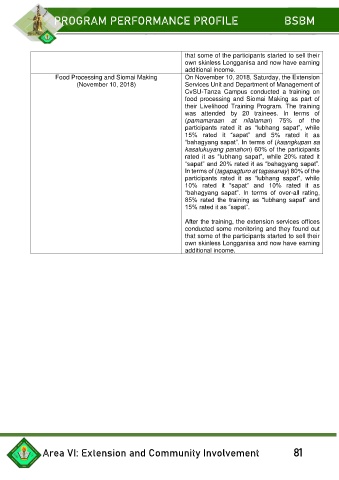 PROGRAM PERFORMANCE PROFILE BSBM
that some of the participants started to sell their
own skinless Longganisa and now have earning
additional income.
Food Processing and Siomai Making
(November 10, 2018)
On November 10, 2018, Saturday, the Extension
Services Unit and Department of Management of
CvSU-Tanza Campus conducted a training on
food processing and Siomai Making as part of
their Livelihood Training Program. The training
was attended by 20 trainees. In terms of
(pamamaraan at nilalaman) 75% of the
participants rated it as "lubhang sapat", while
15% rated it "sapat" and 5% rated it as
"bahagyang sapat". In terms of (kaangkupan sa
kasalukuyang panahon) 60% of the participants
rated it as "lubhang sapat", while 20% rated it
"sapat" and 20% rated it as "bahagyang sapat".
In terms of (tagapagturo at tagasanay) 80% of the
participants rated it as "lubhang sapat", while
10% rated it "sapat" and 10% rated it as
"bahagyang sapat". In terms of over-all rating,
85% rated the training as "lubhang sapat" and
15% rated it as "sapat".
After the training, the extension services offices
conducted some monitoring and they found out
that some of the participants started to sell their
own skinless Longganisa and now have earning
additional income.
Area VI: Extension and Community Involvement 81